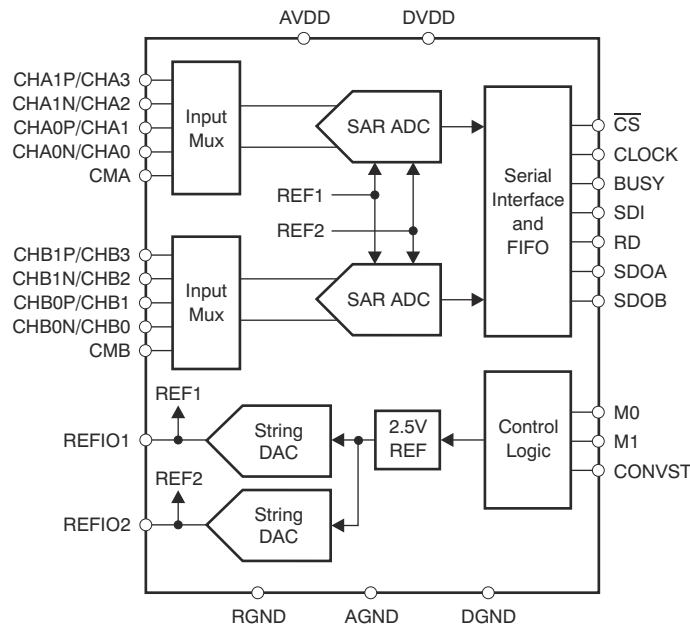 AVDD
DVDD
CHA1P/CHA3
CHA1N/CHA2
CHA0P/CHA1
CHA0N/CHA0
CMA
Input
Mux
SAR ADC
REF1
REF2
CHB1P/CHB3
CHB1N/CHB2
CHB0P/CHB1
CHB0N/CHB0
CMB
Input
Mux
SAR ADC
Serial
Interface
and
FIFO
CS
CLOCK
BUSY
SDI
RD
SDOA
SDOB
REF1
REFIO1
String
DAC
2.5V
REF
Control
Logic
M0
M1
CONVST
REF2
REFIO2
String
DAC
RGND
AGND
DGND